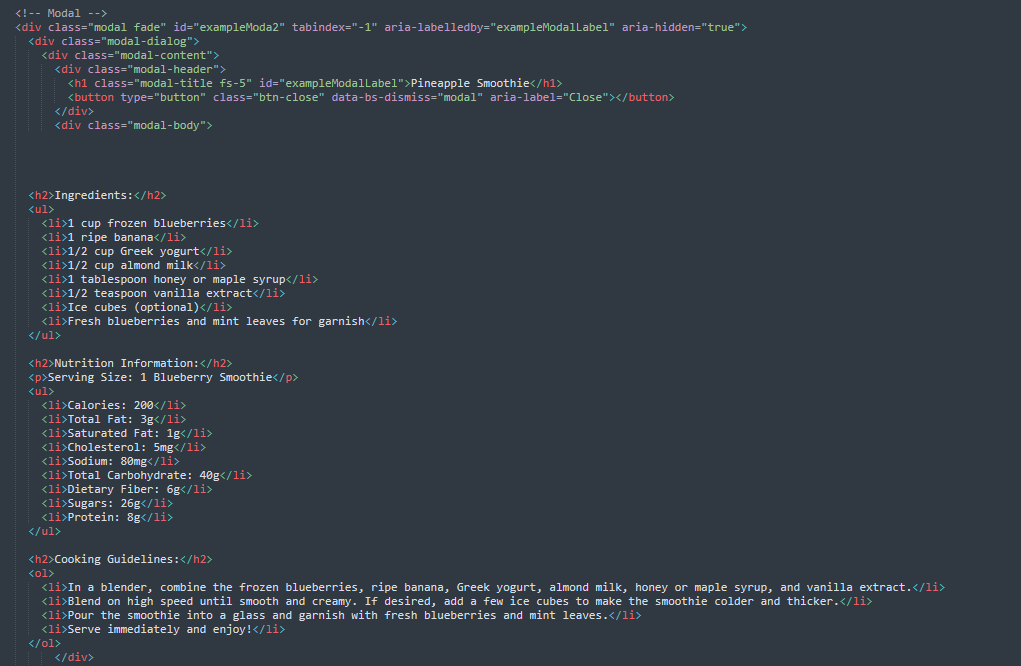 <!-- Modal -->
<div class="modal fade" id="exampleModa2" tabindex="-1" aria-labelledby="exampleModalLabel" aria-hidden="true">
<div class="modal-dialog">
<div class="modal-content">
<div class="modal-header">
<h1 class="modal-title fs-5" id="exampleModalLabel">Pineapple Smoothie</h1>
<button type="button" class="btn-close" data-bs-dismiss="modal" aria-label="Close"></button>
</div>
<div class="modal-body">
<h2>Ingredients:</h2>
<ul>
<li>1 cup frozen blueberries</li>
<li>1 ripe banana</li>
<li>1/2 cup Greek yogurt</li>
<li>1/2 cup almond milk</li>
<li>1 tablespoon honey or maple syrup</li>
<li>1/2 teaspoon vanilla extract</li>
<li>Ice cubes (optional)</li>
<li>Fresh blueberries and mint leaves for garnish</li>
</ul>
<h2>Nutrition Information:</h2>
<p>Serving Size: 1 Blueberry Smoothie</p>
<ul>
<li>Calories: 200</li>
<li>Total Fat: 3g</li>
<li>Saturated Fat: 1g</li>
<li>Cholesterol: 5mg</li>
<li>Sodium: 80mg</li>
<li>Total Carbohydrate: 40g</li>
<li>Dietary Fiber: 6g</li>
<li>Sugars: 26g</li>
<li>Protein: 8g</li>
</ul>
<h2>Cooking Guidelines:</h2>
<ol>
<li>In a blender, combine the frozen blueberries, ripe banana, Greek yogurt, almond milk, honey or maple syrup, and vanilla extract.</li>
<li>Blend on high speed until smooth and creamy. If desired, add a few ice cubes to make the smoothie colder and thicker.</li>
<li>Pour the smoothie into a glass and garnish with fresh blueberries and mint leaves.</li>
<li>Serve immediately and enjoy!</li>
</ol>
</div>